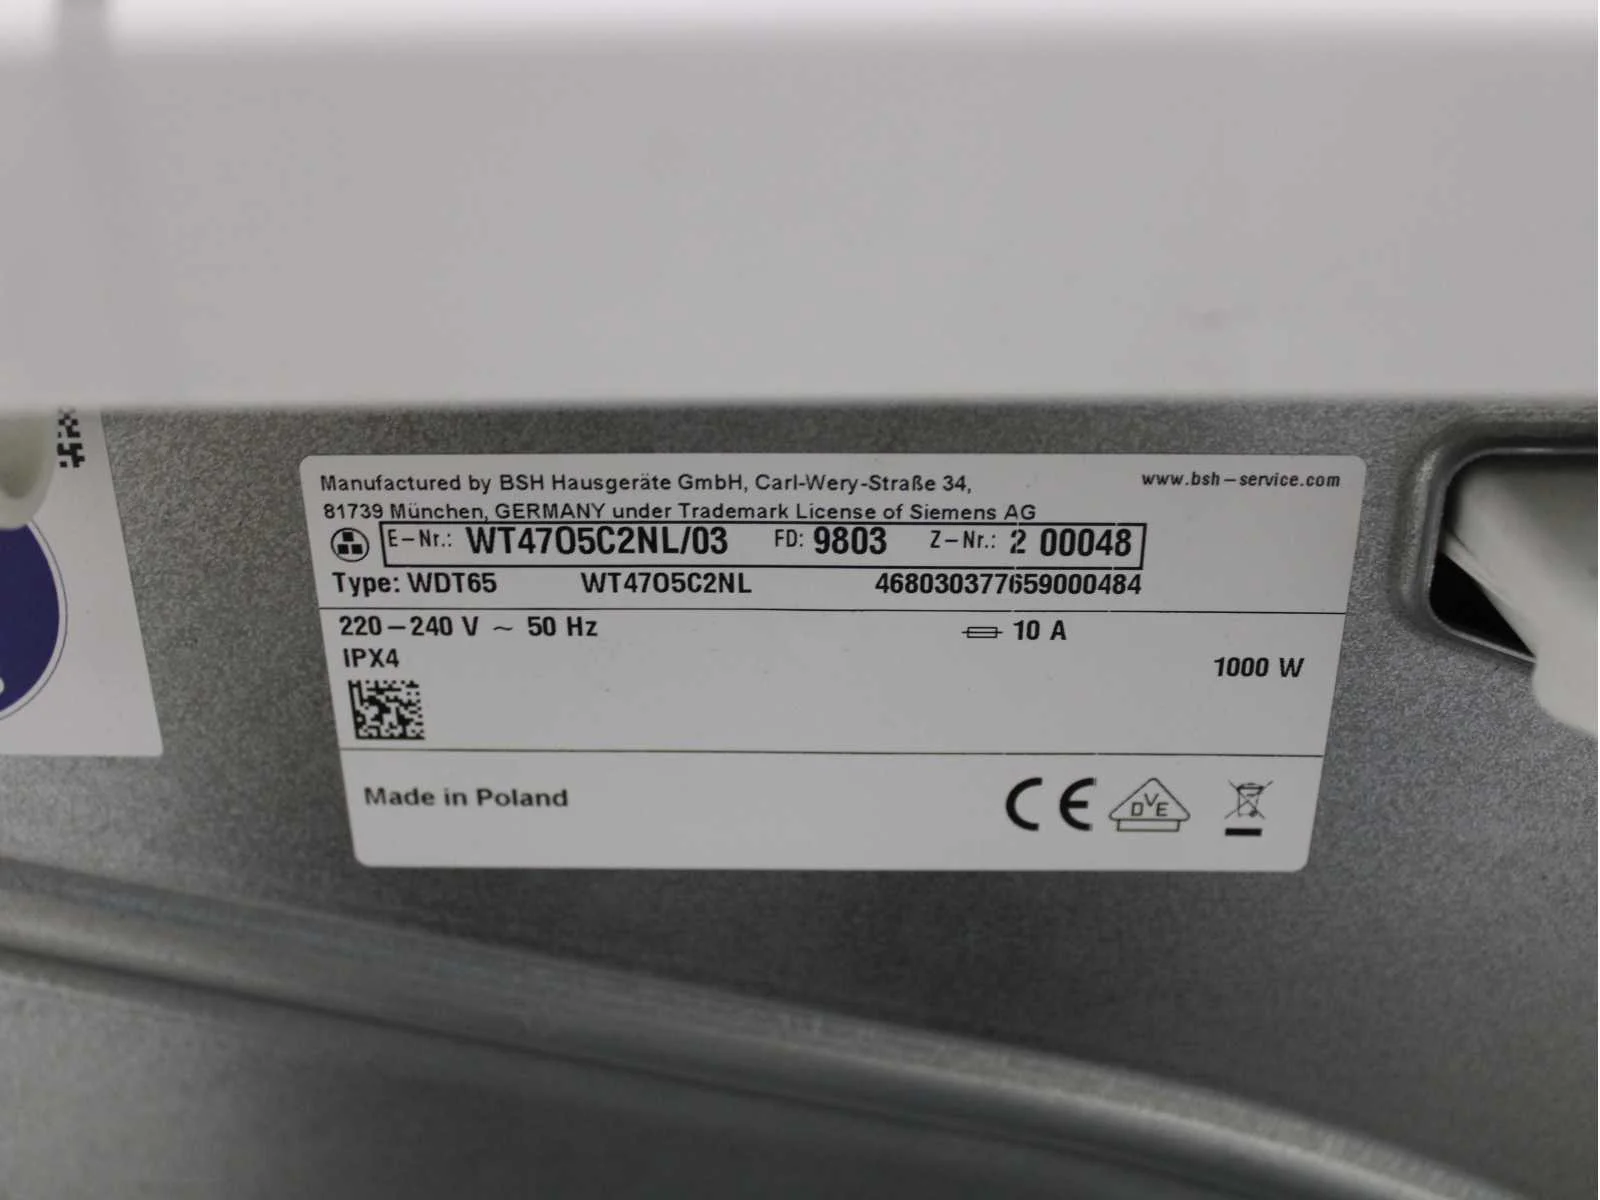 Manufactured by BSH Hausgeräte GmbH, Carl-Wery-Straße 34,
www.bsh-service.com
81739 München, GERMANY under Trademark License of Siemens AG
E-Nr.: WT4705C2NL/03 FD: 9803 Z-Nr.: 2 00048
Type: WDT65 WT4705C2NL 468030377659000484
220-240 V ~ 50 Hz 10 A
IPX4
1000 W
Made in Poland
CE DVE